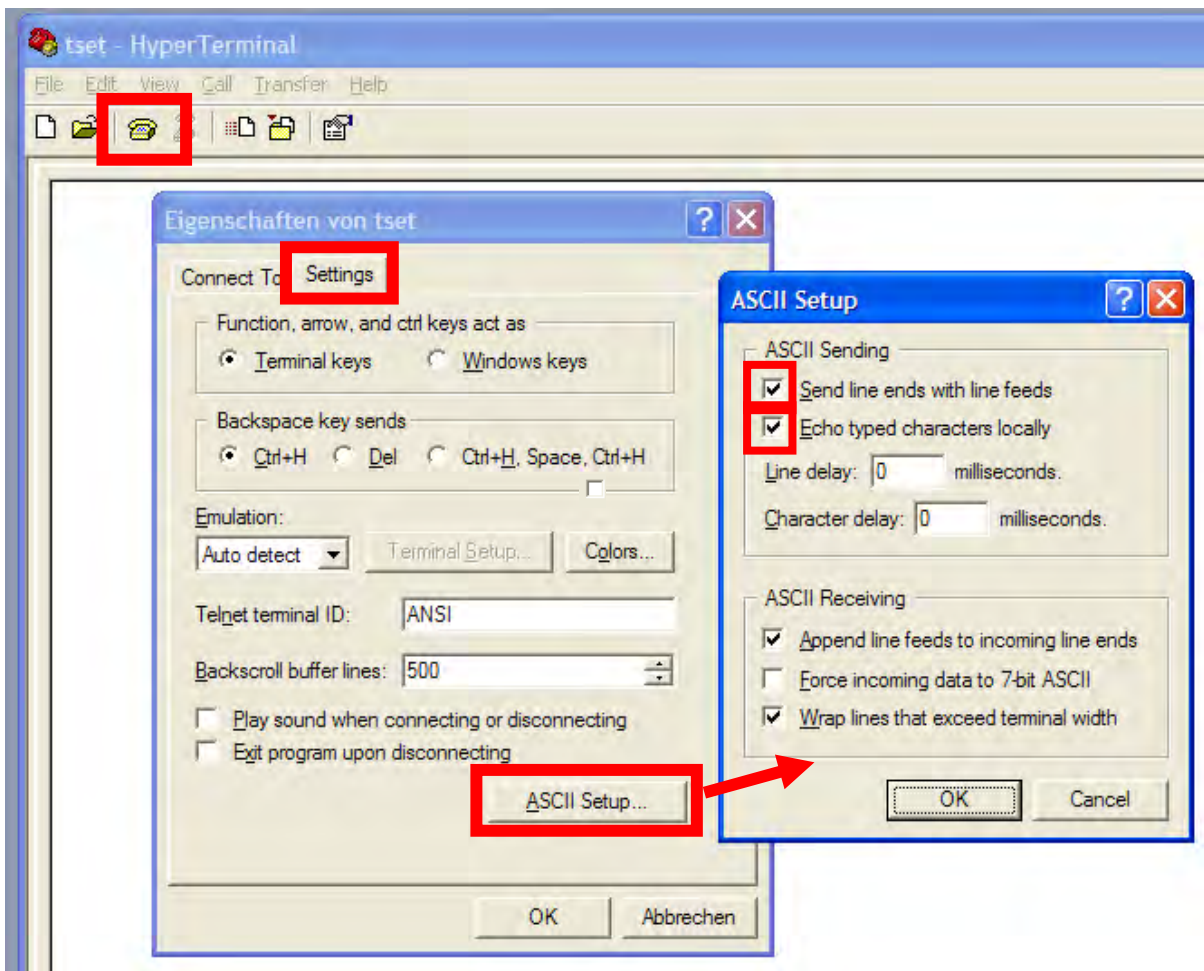 tset - HyperTerminal
File Edit View Call Transfer Help
Eigenschaften von tset
Connect To Settings
Function, arrow, and ctrl keys act as
Terminal keys Windows keys
Backspace key sends
Ctrl+H Del Ctrl+H, Space, Ctrl+H
Emulation:
Auto detect Terminal Setup... Colors...
Telnet terminal ID: ANSI
Backscroll buffer lines: 500
Play sound when connecting or disconnecting
Exit program upon disconnecting
ASCII Setup...
OK Abbrechen
ASCII Setup
ASCII Sending
Send line ends with line feeds
Echo typed characters locally
Line delay: 0 milliseconds.
Character delay: 0 milliseconds.
ASCII Receiving
Append line feeds to incoming line ends
Force incoming data to 7-bit ASCII
Wrap lines that exceed terminal width
OK Cancel